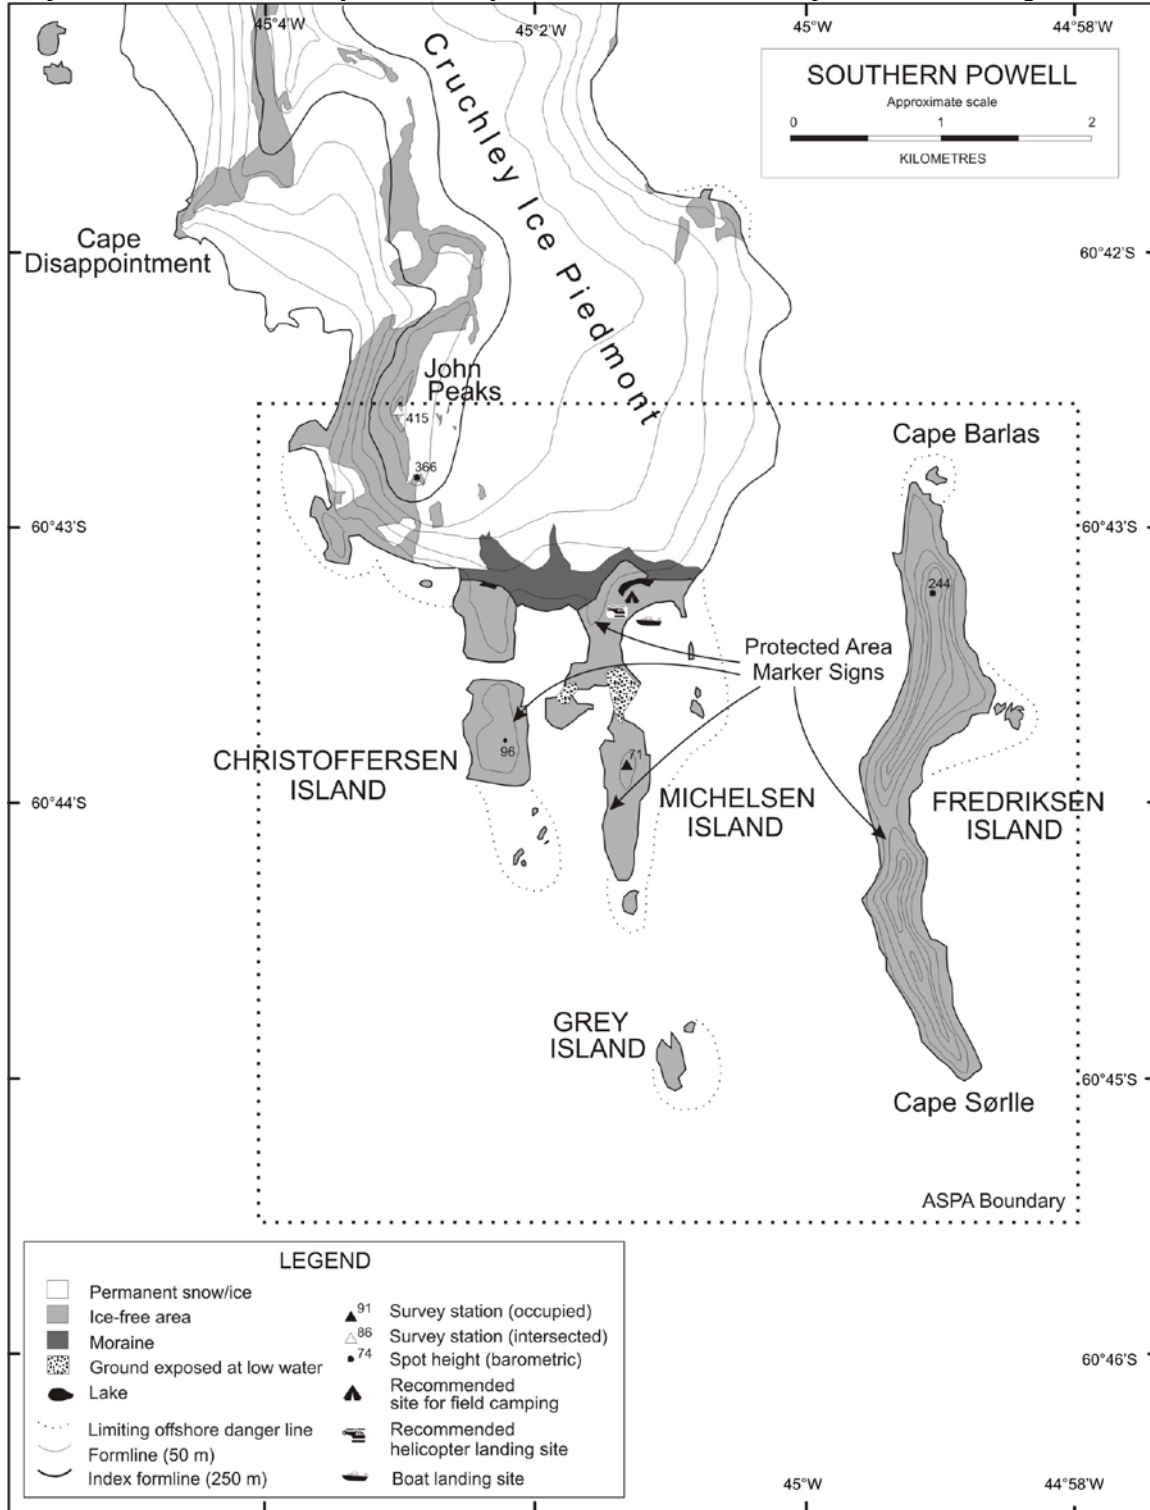 45°4'W
45°2'W
45°W
44°58'W
SOUTHERN POWELL
Approximate scale
0 1 2
KILOMETRES
Cruchley Ice Piedmont
Cape
Disappointment
60°42'S
John
Peaks
415
366
Cape Barlas
60°43'S
60°43'S
244
Protected Area
Marker Signs
96
71
CHRISTOFFERSEN
ISLAND
MICHELSEN
ISLAND
FREDRIKSEN
ISLAND
60°44'S
GREY
ISLAND
60°45'S
Cape Sørlle
ASPA Boundary
LEGEND
Permanent snow/ice
Ice-free area
Moraine
Ground exposed at low water
Lake
Limiting offshore danger line
Formline (50 m)
Index formline (250 m)
91 Survey station (occupied)
86 Survey station (intersected)
74 Spot height (barometric)
Recommended
site for field camping
Recommended
helicopter landing site
Boat landing site
60°46'S
45°W
44°58'W